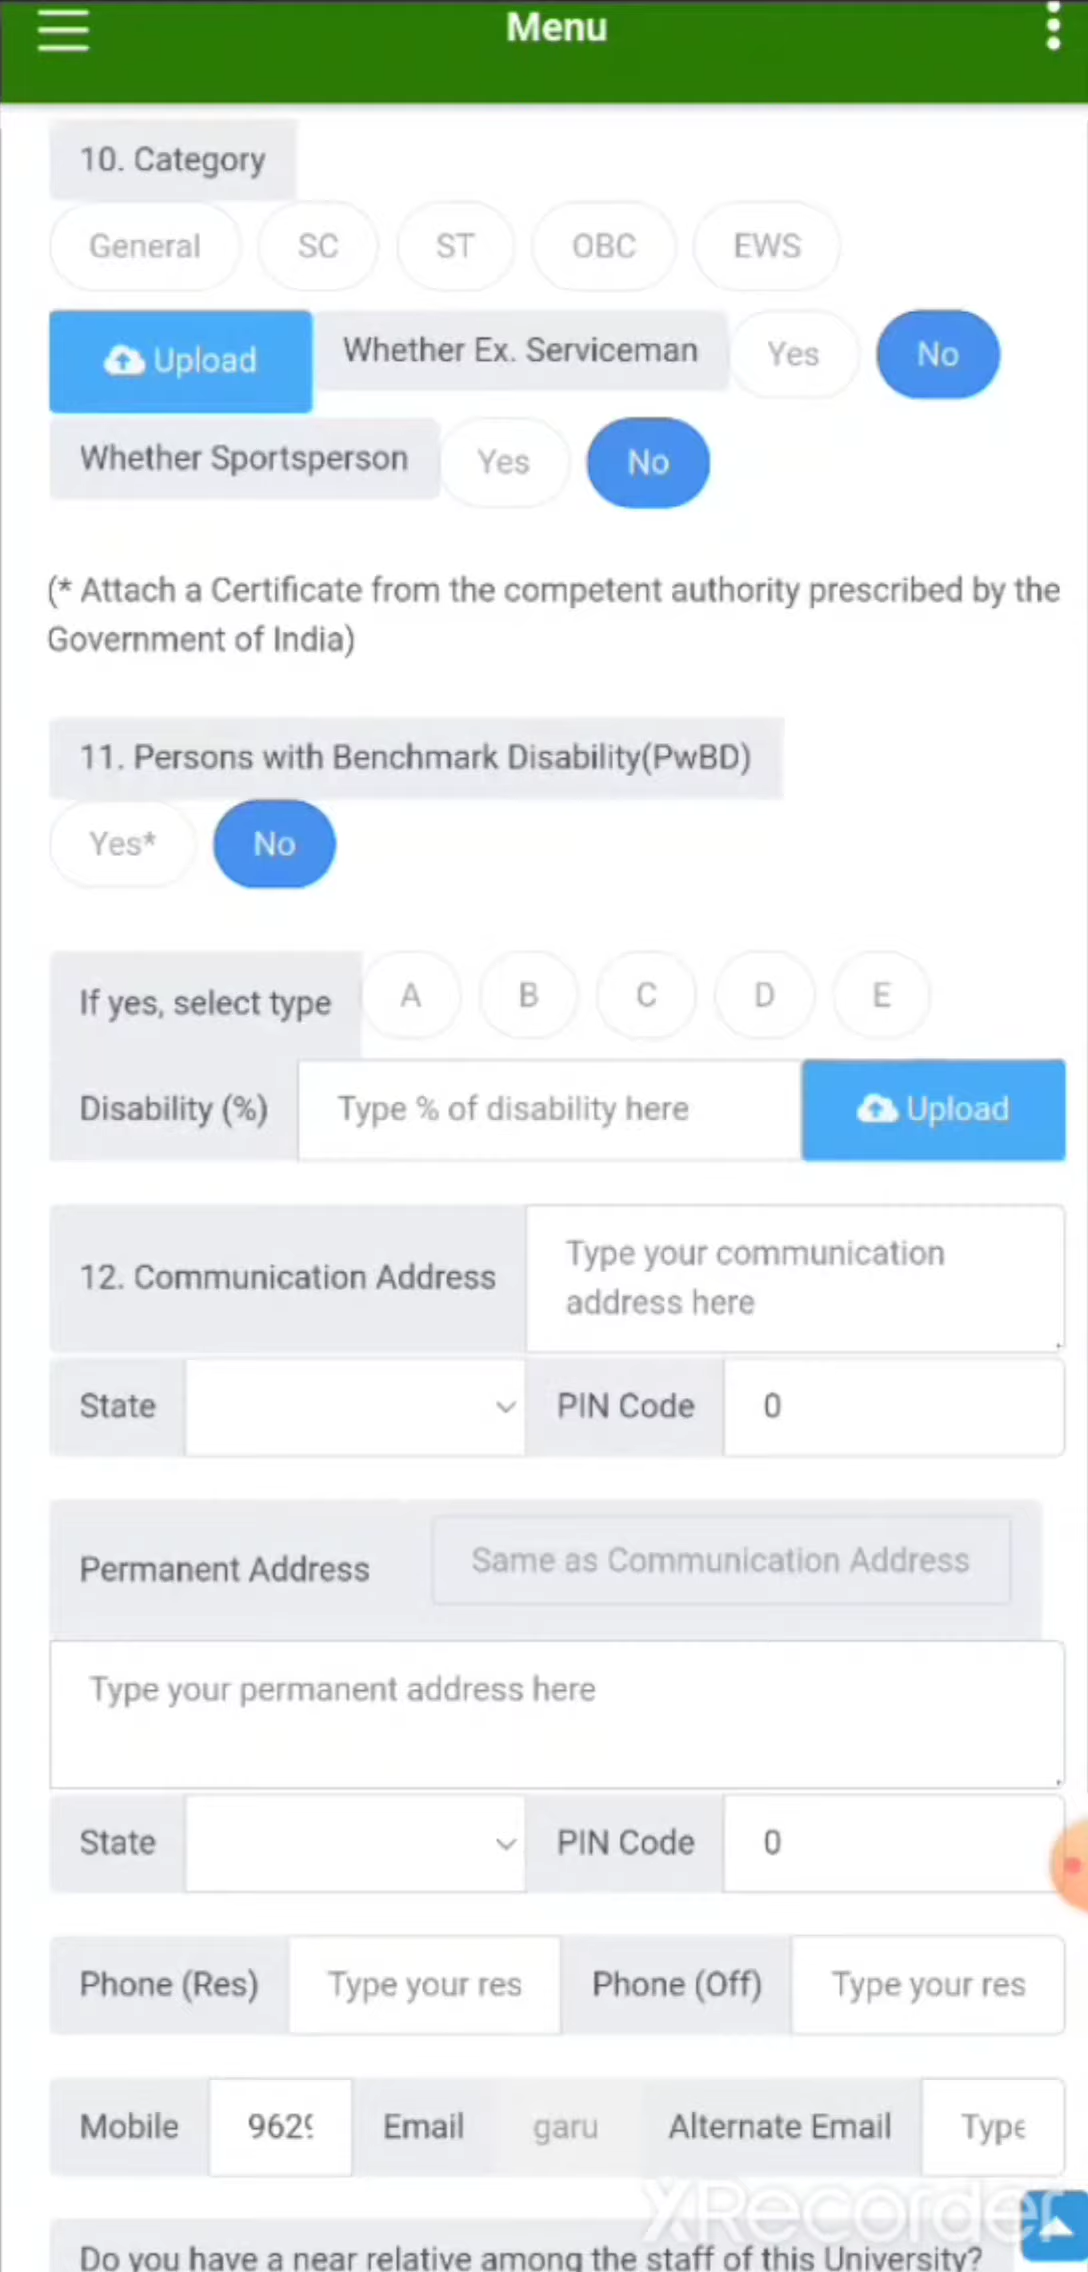 Menu
10. Category
General SC ST OBC EWS
Upload Whether Ex. Serviceman Yes No
Whether Sportsperson Yes No
(* Attach a Certificate from the competent authority prescribed by the
Government of India)
11. Persons with Benchmark Disability(PwBD)
Yes* No
If yes, select type A B C D E
Disability (%) Type % of disability here Upload
12. Communication Address Type your communication
address here
State PIN Code 0
Permanent Address Same as Communication Address
Type your permanent address here
State PIN Code 0
Phone (Res) Type your res Phone (Off) Type your res
Mobile 9629 Email garu Alternate Email Type
XRecorder
Do you have a near relative among the staff of this University?